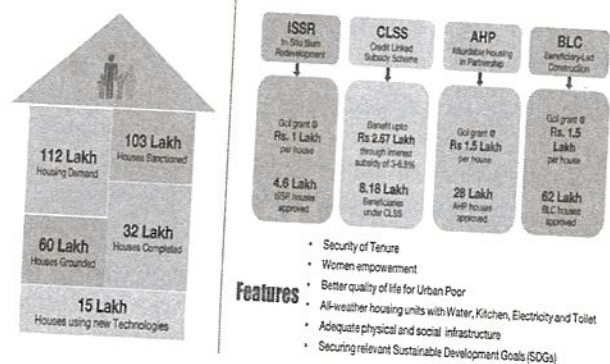 112 Lakh
Housing Demand
103 Lakh
Houses Sanctioned
60 Lakh
Houses Grounded
32 Lakh
Houses Completed
15 Lakh
Houses using new Technologies
ISSR
In-Situ Slum
Redevelopment
GoI grant @
Rs. 1 Lakh
per house
4.6 Lakh
ISSR houses
approved
CLSS
Credit Linked
Subsidy Scheme
Benefit upto
Rs 2.67 Lakh
through interest
subsidy of 3-6.5%
8.18 Lakh
Beneficiaries
under CLSS
AHP
Affordable Housing
in Partnership
GoI grant @
Rs 1.5 Lakh
per house
28 Lakh
AHP houses
approved
BLC
Beneficiary-Led
Construction
GoI grant @
Rs. 1.5
Lakh
per house
62 Lakh
BLC houses
approved
Features
• Security of Tenure
• Women empowerment
• Better quality of life for Urban Poor
• All-weather housing units with Water, Kitchen, Electricity and Toilet
• Adequate physical and social infrastructure
• Securing relevant Sustainable Development Goals (SDGs)